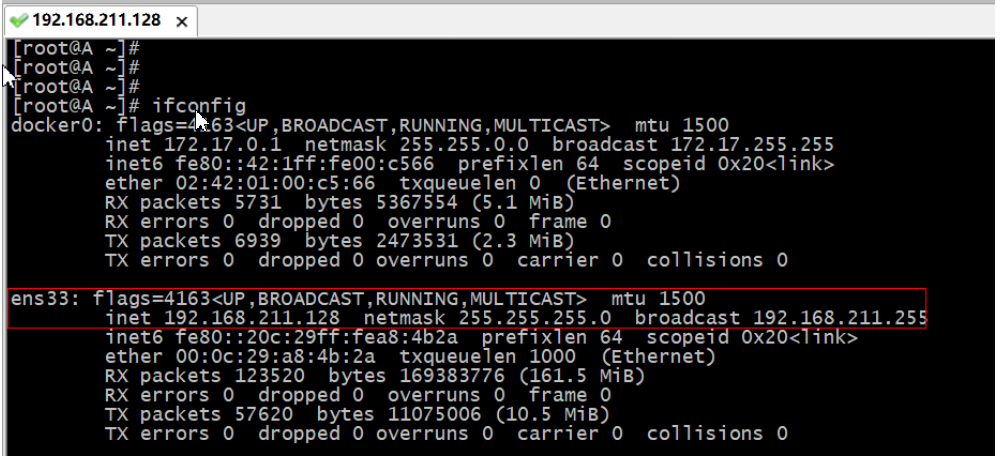 192.168.211.128 x
[root@A ~]#
[root@A ~]#
[root@A ~]#
[root@A ~]# ifconfig
docker0: flags=4163<UP,BROADCAST,RUNNING,MULTICAST>  mtu 1500
        inet 172.17.0.1  netmask 255.255.0.0  broadcast 172.17.255.255
        inet6 fe80::42:1ff:fe00:c566  prefixlen 64  scopeid 0x20<link>
        ether 02:42:01:00:c5:66  txqueuelen 0  (Ethernet)
        RX packets 5731  bytes 5367554 (5.1 MiB)
        RX errors 0  dropped 0  overruns 0  frame 0
        TX packets 6939  bytes 2473531 (2.3 MiB)
        TX errors 0  dropped 0 overruns 0  carrier 0  collisions 0
ens33: flags=4163<UP,BROADCAST,RUNNING,MULTICAST>  mtu 1500
        inet 192.168.211.128  netmask 255.255.255.0  broadcast 192.168.211.255
        inet6 fe80::20c:29ff:fea8:4b2a  prefixlen 64  scopeid 0x20<link>
        ether 00:0c:29:a8:4b:2a  txqueuelen 1000  (Ethernet)
        RX packets 123520  bytes 169383776 (161.5 MiB)
        RX errors 0  dropped 0  overruns 0  frame 0
        TX packets 57620  bytes 11075006 (10.5 MiB)
        TX errors 0  dropped 0 overruns 0  carrier 0  collisions 0